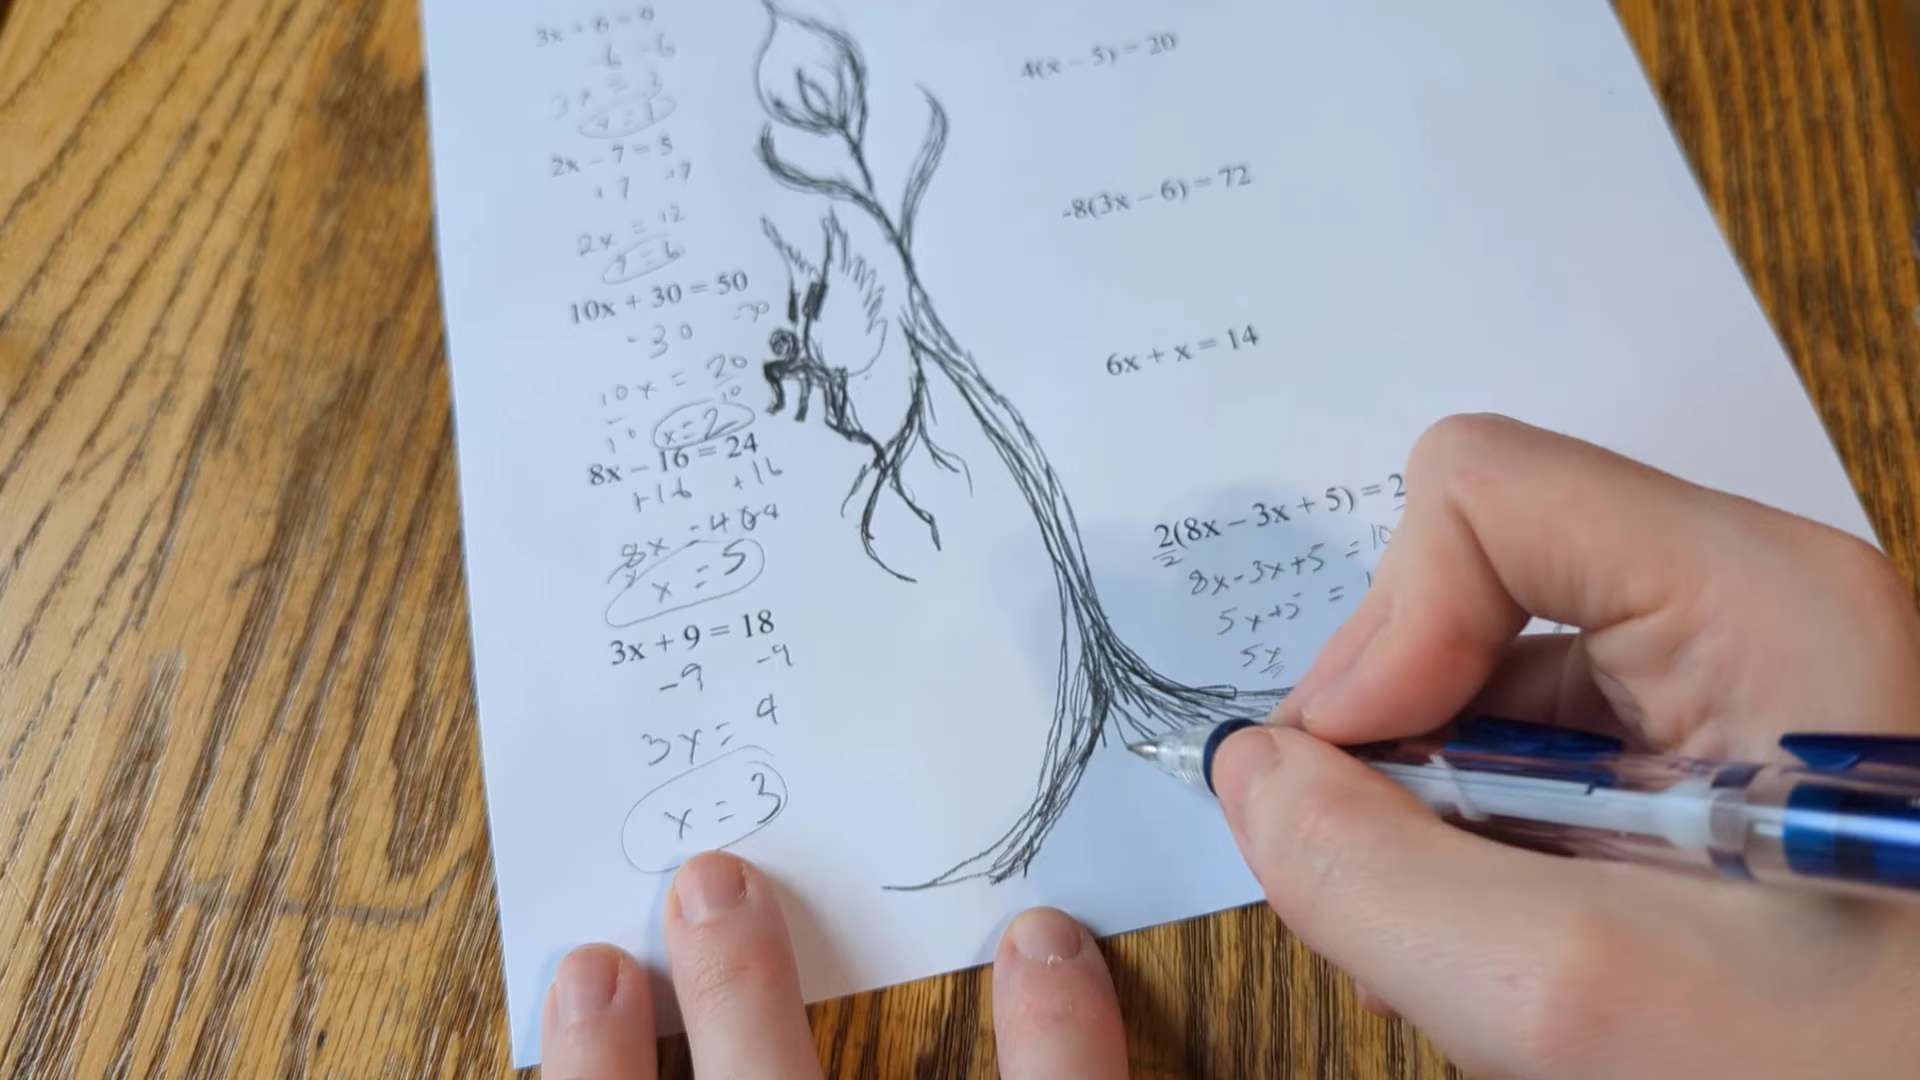 3x + 6 = 9
-6 -6
3x = 3
x = 1
2x - 7 = 5
+7 +7
2x = 12
x = 6
10x + 30 = 50
-30 -30
10x = 20
10 10
x = 2
8x - 16 = 24
+16 +16
8x
x = 5
3x + 9 = 18
-9 -9
3x = 9
x = 3
4(x - 5) = 20
-8(3x - 6) = 72
6x + x = 14
2(8x - 3x + 5) = 2
2
8x - 3x + 5 = 10
5x + 5 =
5x